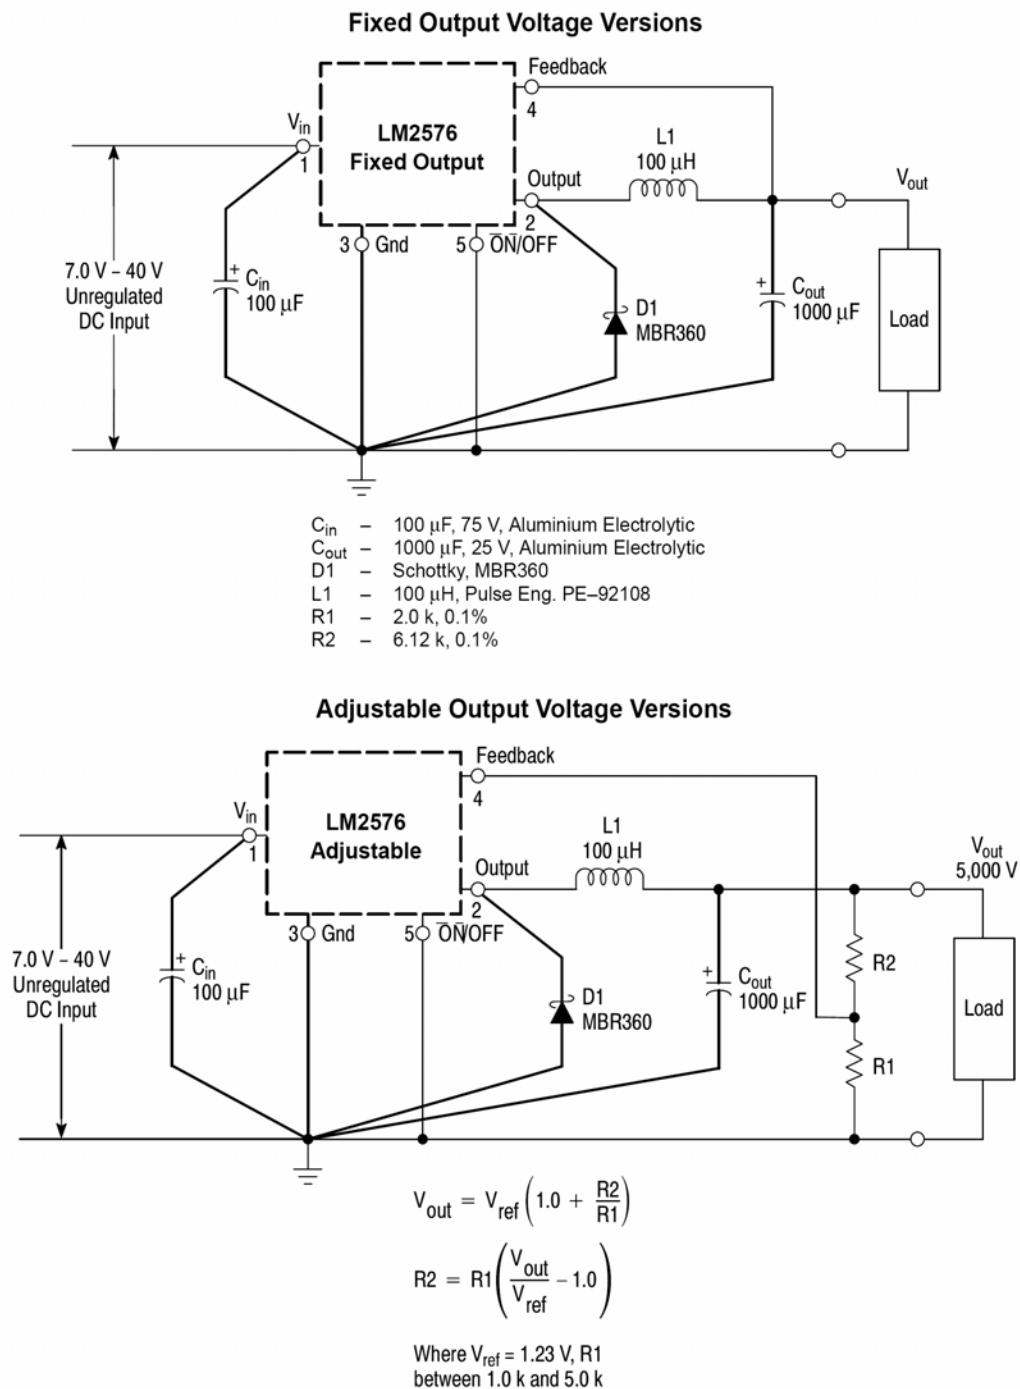 Fixed Output Voltage Versions
Feedback
4
Vin
1
LM2576
Fixed Output
L1
100 μH
Output
2
Vout
3
Gnd
5
ON/OFF
7.0 V – 40 V
Unregulated
DC Input
+
Cin
100 μF
D1
MBR360
+
Cout
1000 μF
Load
Cin – 100 μF, 75 V, Aluminium Electrolytic
Cout – 1000 μF, 25 V, Aluminium Electrolytic
D1 – Schottky, MBR360
L1 – 100 μH, Pulse Eng. PE–92108
R1 – 2.0 k, 0.1%
R2 – 6.12 k, 0.1%
Adjustable Output Voltage Versions
Feedback
4
Vin
1
LM2576
Adjustable
L1
100 μH
Output
2
Vout
5,000 V
3
Gnd
5
ON/OFF
7.0 V – 40 V
Unregulated
DC Input
+
Cin
100 μF
D1
MBR360
+
Cout
1000 μF
R2
R1
Load
Vout = Vref (1.0 + R2/R1)
R2 = R1 (Vout/Vref – 1.0)
Where Vref = 1.23 V, R1
between 1.0 k and 5.0 k